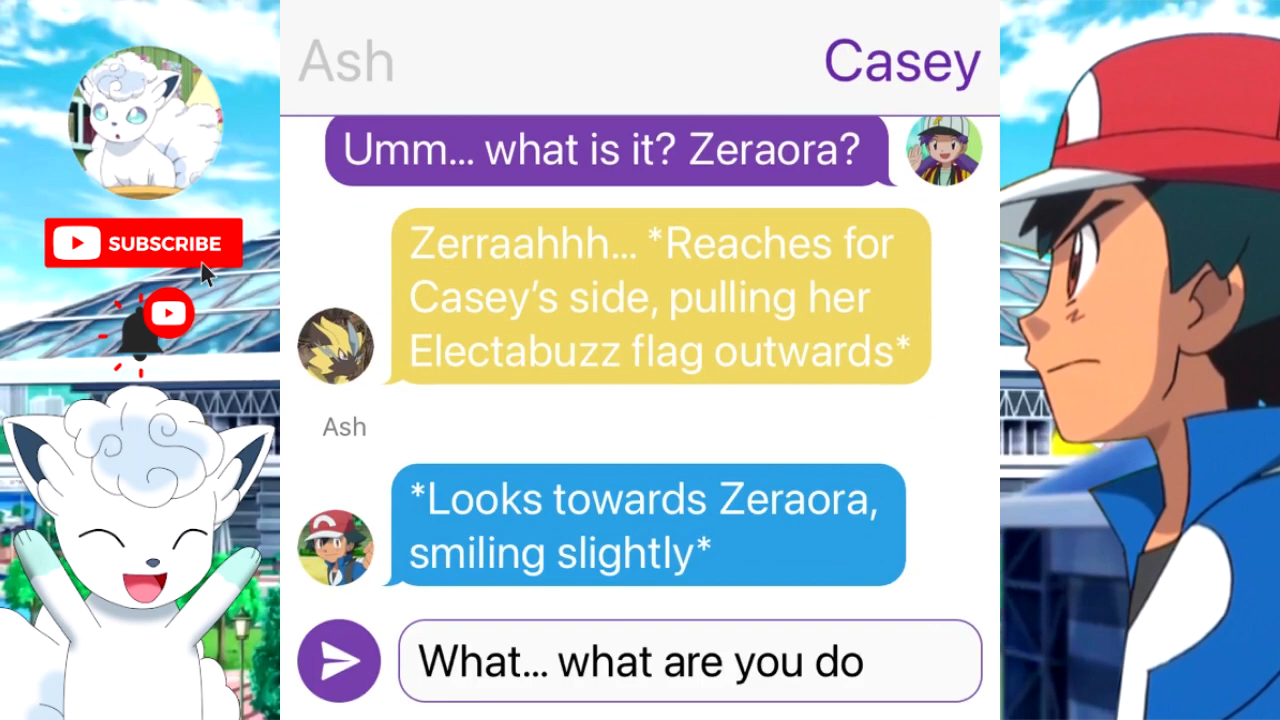 Ash
Casey
Umm... what is it? Zeraora?
Zerraahhh... *Reaches for
Casey's side, pulling her
Electabuzz flag outwards*
Ash
*Looks towards Zeraora,
smiling slightly*
What... what are you do
SUBSCRIBE